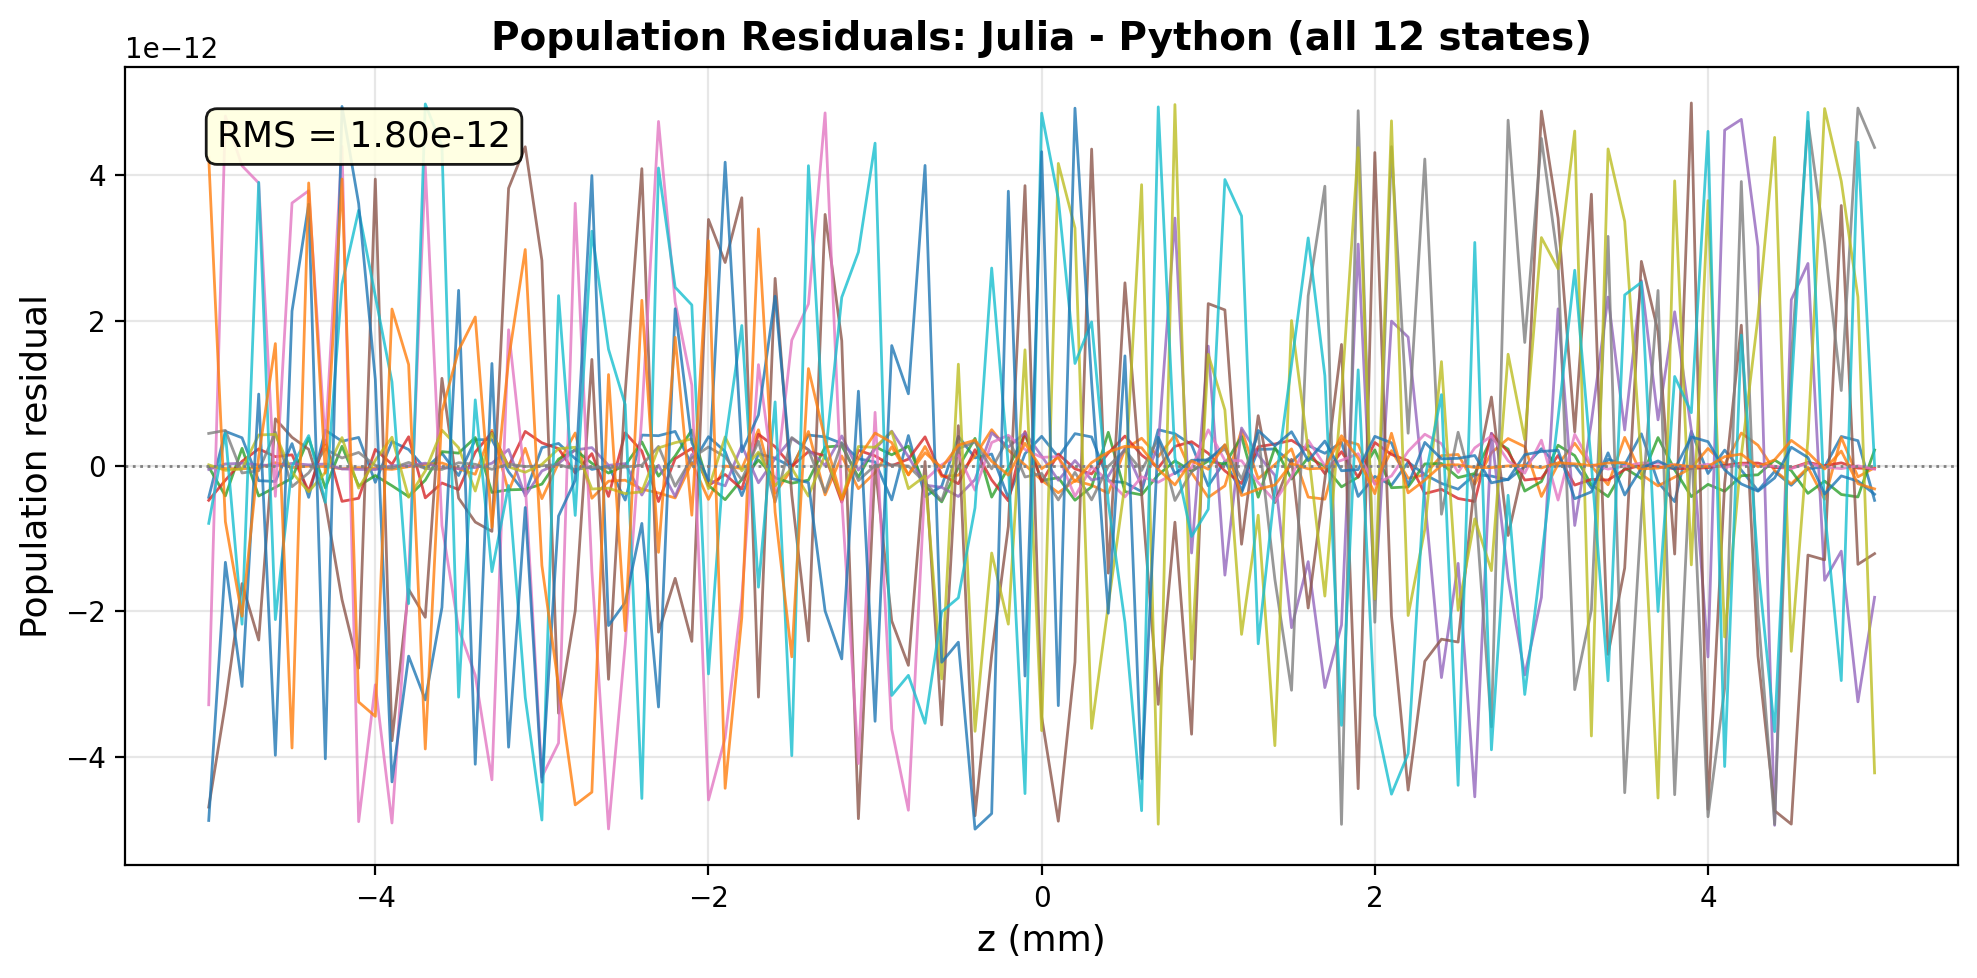 Population Residuals: Julia - Python (all 12 states)
1e−12
RMS = 1.80e-12
Population residual
4
2
0
−2
−4
−4
−2
0
2
4
z (mm)